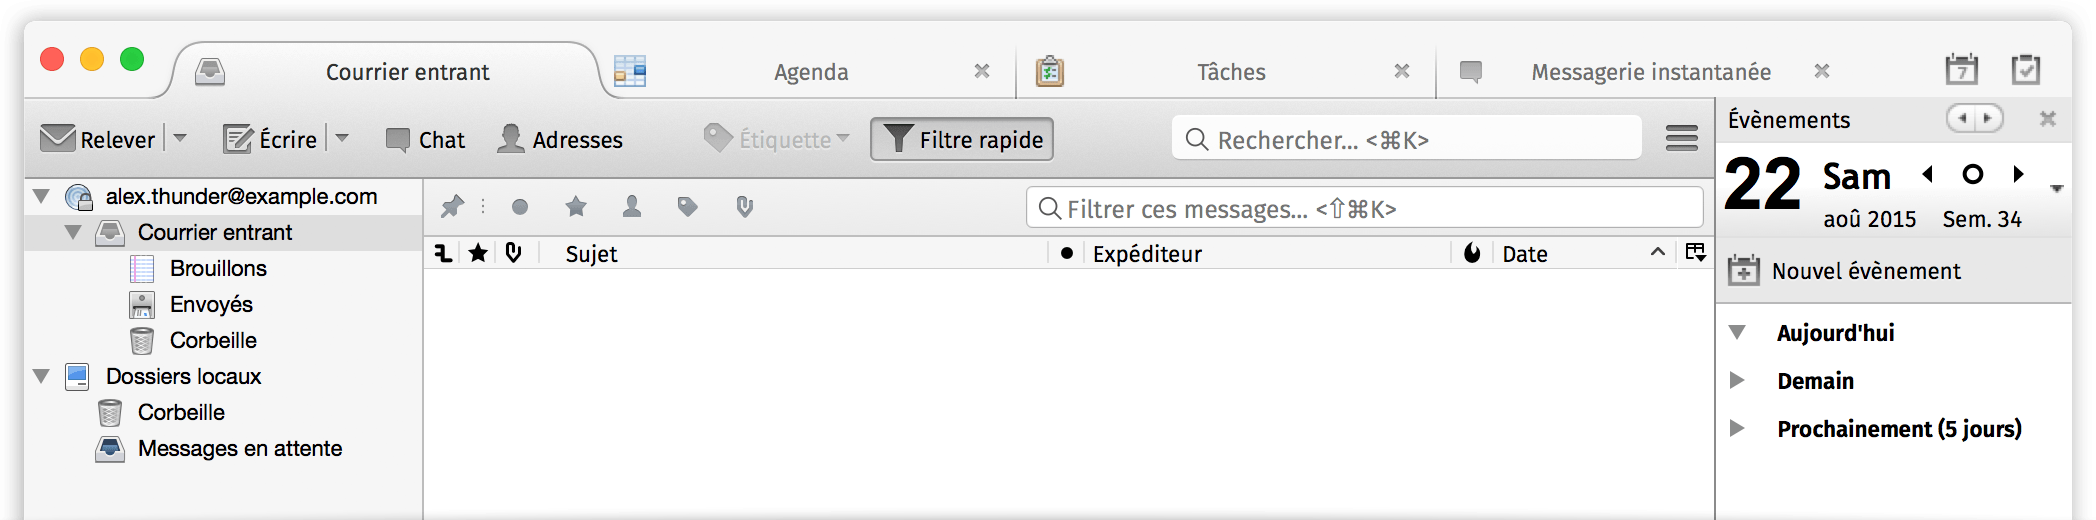 Courrier entrant
Agenda
Tâches
Messagerie instantanée
7
Relever
Écrire
Chat
Adresses
Étiquette
Filtre rapide
Rechercher... <⌘K>
alex.thunder@example.com
Courrier entrant
Brouillons
Envoyés
Corbeille
Dossiers locaux
Corbeille
Messages en attente
Filtrer ces messages... <⇧⌘K>
Sujet
Expéditeur
Date
Évènements
22
Sam
aoû 2015 Sem. 34
Nouvel évènement
Aujourd'hui
Demain
Prochainement (5 jours)